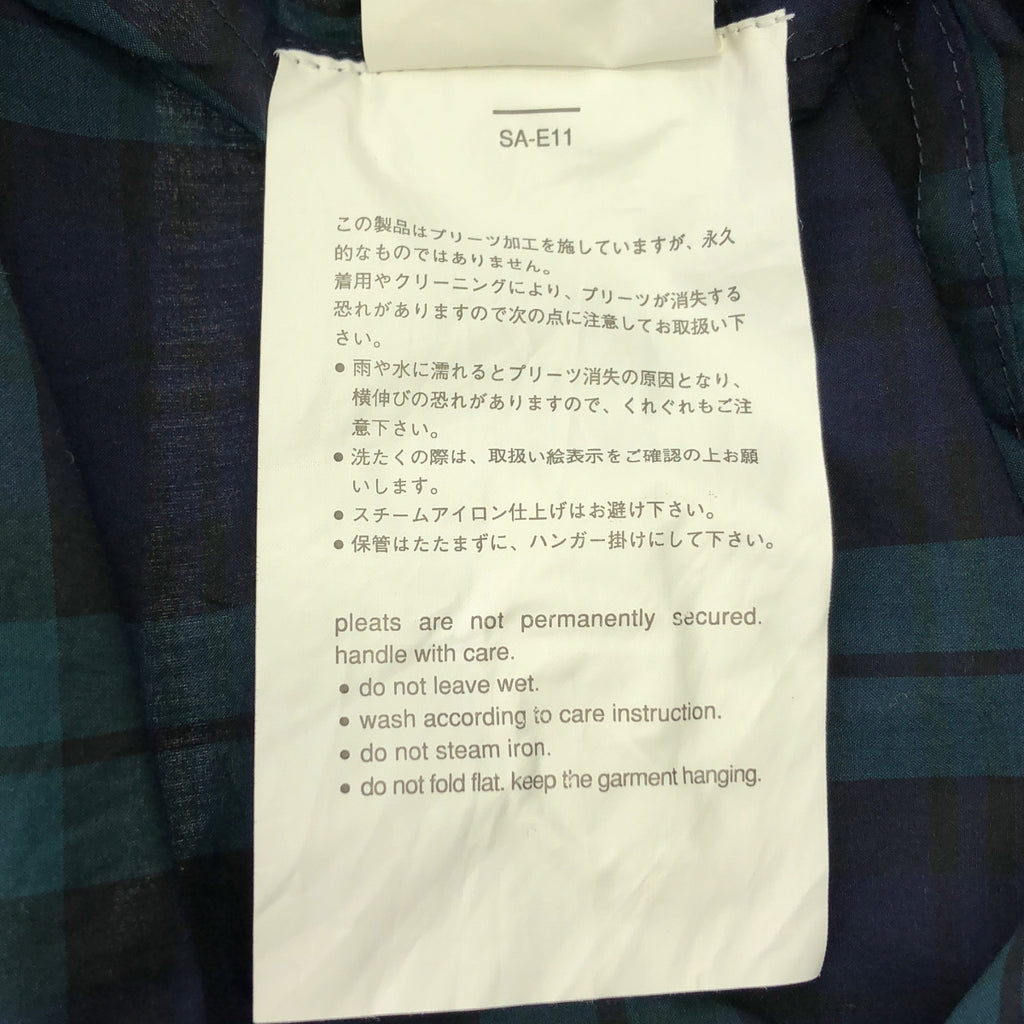 SA-E11
この製品はプリーツ加工を施していますが、永久
的なものではありません。
着用やクリーニングにより、プリーツが消失する
恐れがありますので次の点に注意してお取扱い下
さい。
● 雨や水に濡れるとプリーツ消失の原因となり、
横伸びの恐れがありますので、くれぐれもご注
意下さい。
● 洗たくの際は、取扱い絵表示をご確認の上お願
いします。
● スチームアイロン仕上げはお避け下さい。
● 保管はたたまずに、ハンガー掛けにして下さい。
pleats are not permanently secured.
handle with care.
● do not leave wet.
● wash according to care instruction.
● do not steam iron.
● do not fold flat. keep the garment hanging.